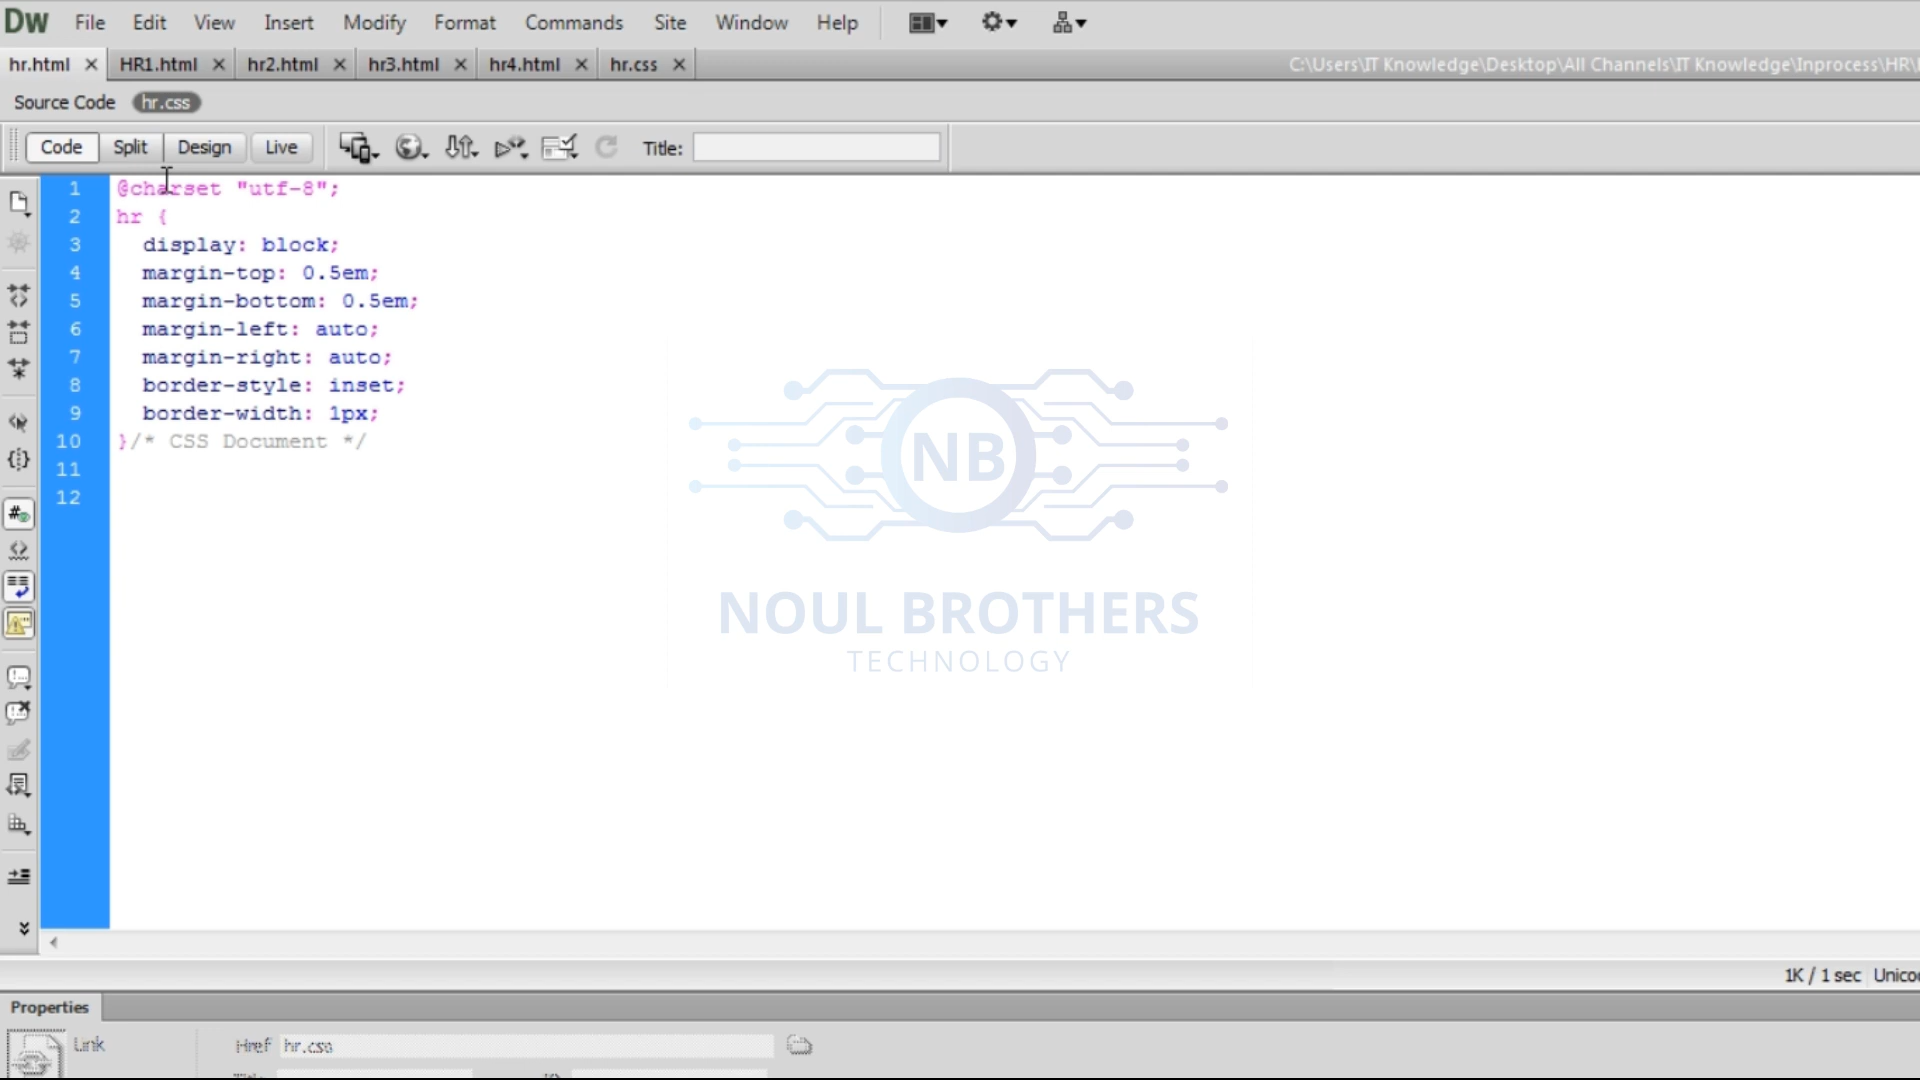 Dw File Edit View Insert Modify Format Commands Site Window Help
hr.html HR1.html hr2.html hr3.html hr4.html hr.css C:\Users\IT Knowledge\Desktop\All Channels\IT Knowledge\Inprocess\HR\
Source Code hr.css
Code Split Design Live Title:
1 @charset "utf-8";
2 hr {
3 display: block;
4 margin-top: 0.5em;
5 margin-bottom: 0.5em;
6 margin-left: auto;
7 margin-right: auto;
8 border-style: inset;
9 border-width: 1px;
10 }/* CSS Document */
11
12
NB
NOUL BROTHERS
TECHNOLOGY
1K / 1 sec
Properties
Link Href hr.css